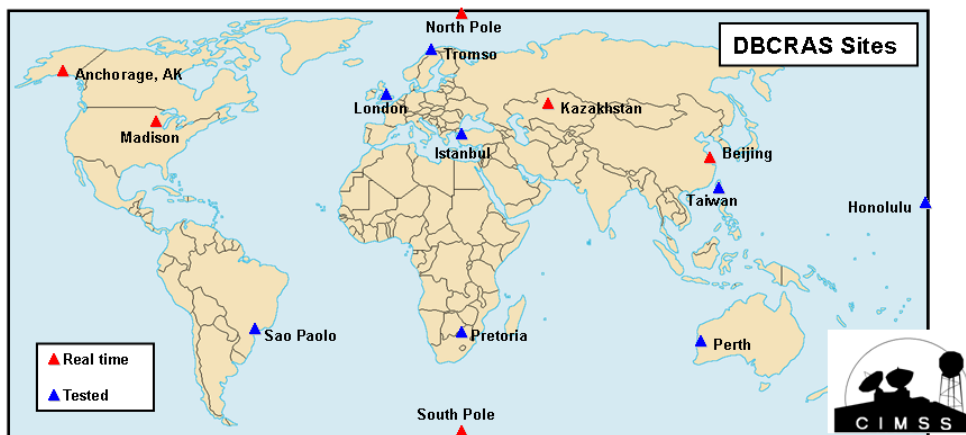 North Pole
DBCRAS Sites
Tromso
Anchorage, AK
London
Kazakhstan
Madison
Istanbul
Beijing
Taiwan
Honolulu
Sao Paolo
Pretoria
Perth
Real time
Tested
South Pole
CIMSS